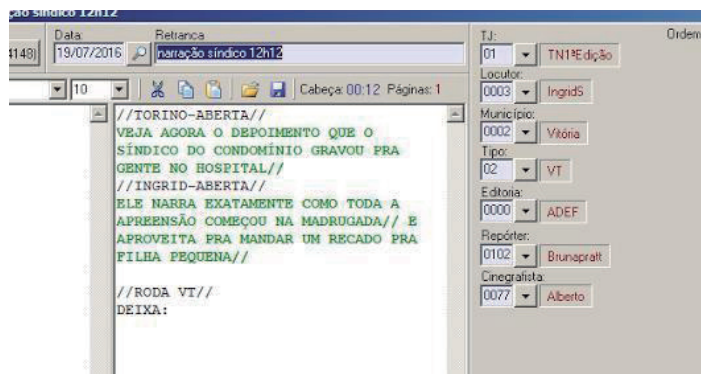 ção síndico 12h12
Data
Retranca
4148)
19/07/2016
narração síndico 12h12
10
Cabeça: 00:12 Páginas: 1
//TORINO-ABERTA//
VEJA AGORA O DEPOIMENTO QUE O
SÍNDICO DO CONDOMÍNIO GRAVOU PRA
GENTE NO HOSPITAL//
//INGRID-ABERTA//
ELE NARRA EXATAMENTE COMO TODA A
APREENSÃO COMEÇOU NA MADRUGADA// E
APROVEITA PRA MANDAR UM RECADO PRA
FILHA PEQUENA//
//RODA VT//
DEIXA:
TJ:
Ordem
01 TN1ªEdição
Locutor:
0003 IngridS
Município:
0002 Vitória
Tipo:
02 VT
Editoria:
0000 ADEF
Repórter:
0102 Brunapratt
Cinegrafista:
0077 Alberto